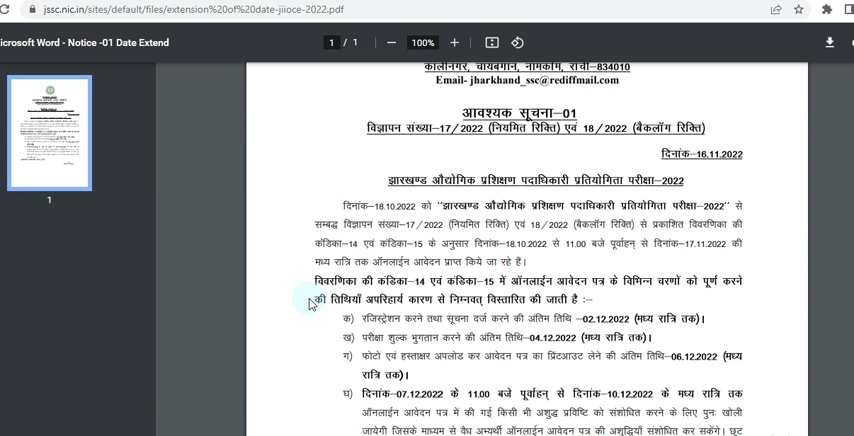 jssc.nic.in/sites/default/files/extension%20of%20date-jiioce-2022.pdf
icrosoft Word - Notice -01 Date Extend
1 / 1
100%
1
कालीनगर, चायबगान, नामकोम, रांची–834010
Email- jharkhand_ssc@rediffmail.com
आवश्यक सूचना–01
विज्ञापन संख्या–17/2022 (नियमित रिक्ति) एवं 18/2022 (बैकलॉग रिक्ति)
दिनांक–16.11.2022
झारखण्ड औद्योगिक प्रशिक्षण पदाधिकारी प्रतियोगिता परीक्षा–2022
दिनांक–18.10.2022 को "झारखण्ड औद्योगिक प्रशिक्षण पदाधिकारी प्रतियोगिता परीक्षा–2022" से
सम्बद्ध विज्ञापन संख्या–17/2022 (नियमित रिक्ति) एवं 18/2022 (बैकलॉग रिक्ति) से प्रकाशित विवरणिका की
कंडिका–14 एवं कंडिका–15 के अनुसार दिनांक–18.10.2022 से 11.00 बजे पूर्वाहन् से दिनांक–17.11.2022 की
मध्य रात्रि तक ऑनलाईन आवेदन प्राप्त किये जा रहे हैं।
विवरणिका की कंडिका–14 एवं कंडिका–15 में ऑनलाईन आवेदन पत्र के विभिन्न चरणों को पूर्ण करने
की तिथियाँ अपरिहार्य कारण से निम्नवत् विस्तारित की जाती है :–
क) रजिस्ट्रेशन करने तथा सूचना दर्ज करने की अंतिम तिथि –02.12.2022 (मध्य रात्रि तक)।
ख) परीक्षा शुल्क भुगतान करने की अंतिम तिथि–04.12.2022 (मध्य रात्रि तक)।
ग) फोटो एवं हस्ताक्षर अपलोड कर आवेदन पत्र का प्रिंटआउट लेने की अंतिम तिथि–06.12.2022 (मध्य
रात्रि तक)।
घ) दिनांक–07.12.2022 के 11.00 बजे पूर्वाहन् से दिनांक–10.12.2022 के मध्य रात्रि तक
ऑनलाईन आवेदन पत्र में की गई किसी भी अशुद्ध प्रविष्टि को संशोधित करने के लिए पुनः खोली
जायेगी जिसके माध्यम से वैध अभ्यर्थी ऑनलाईन आवेदन पत्र की अशुद्धियाँ संशोधित कर सकेंगे। छूट